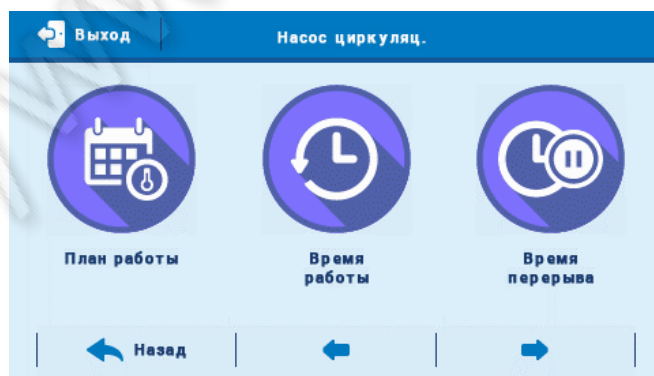 Выход
Насос циркуляц.
План работы
Время
работы
Время
перерыва
Назад